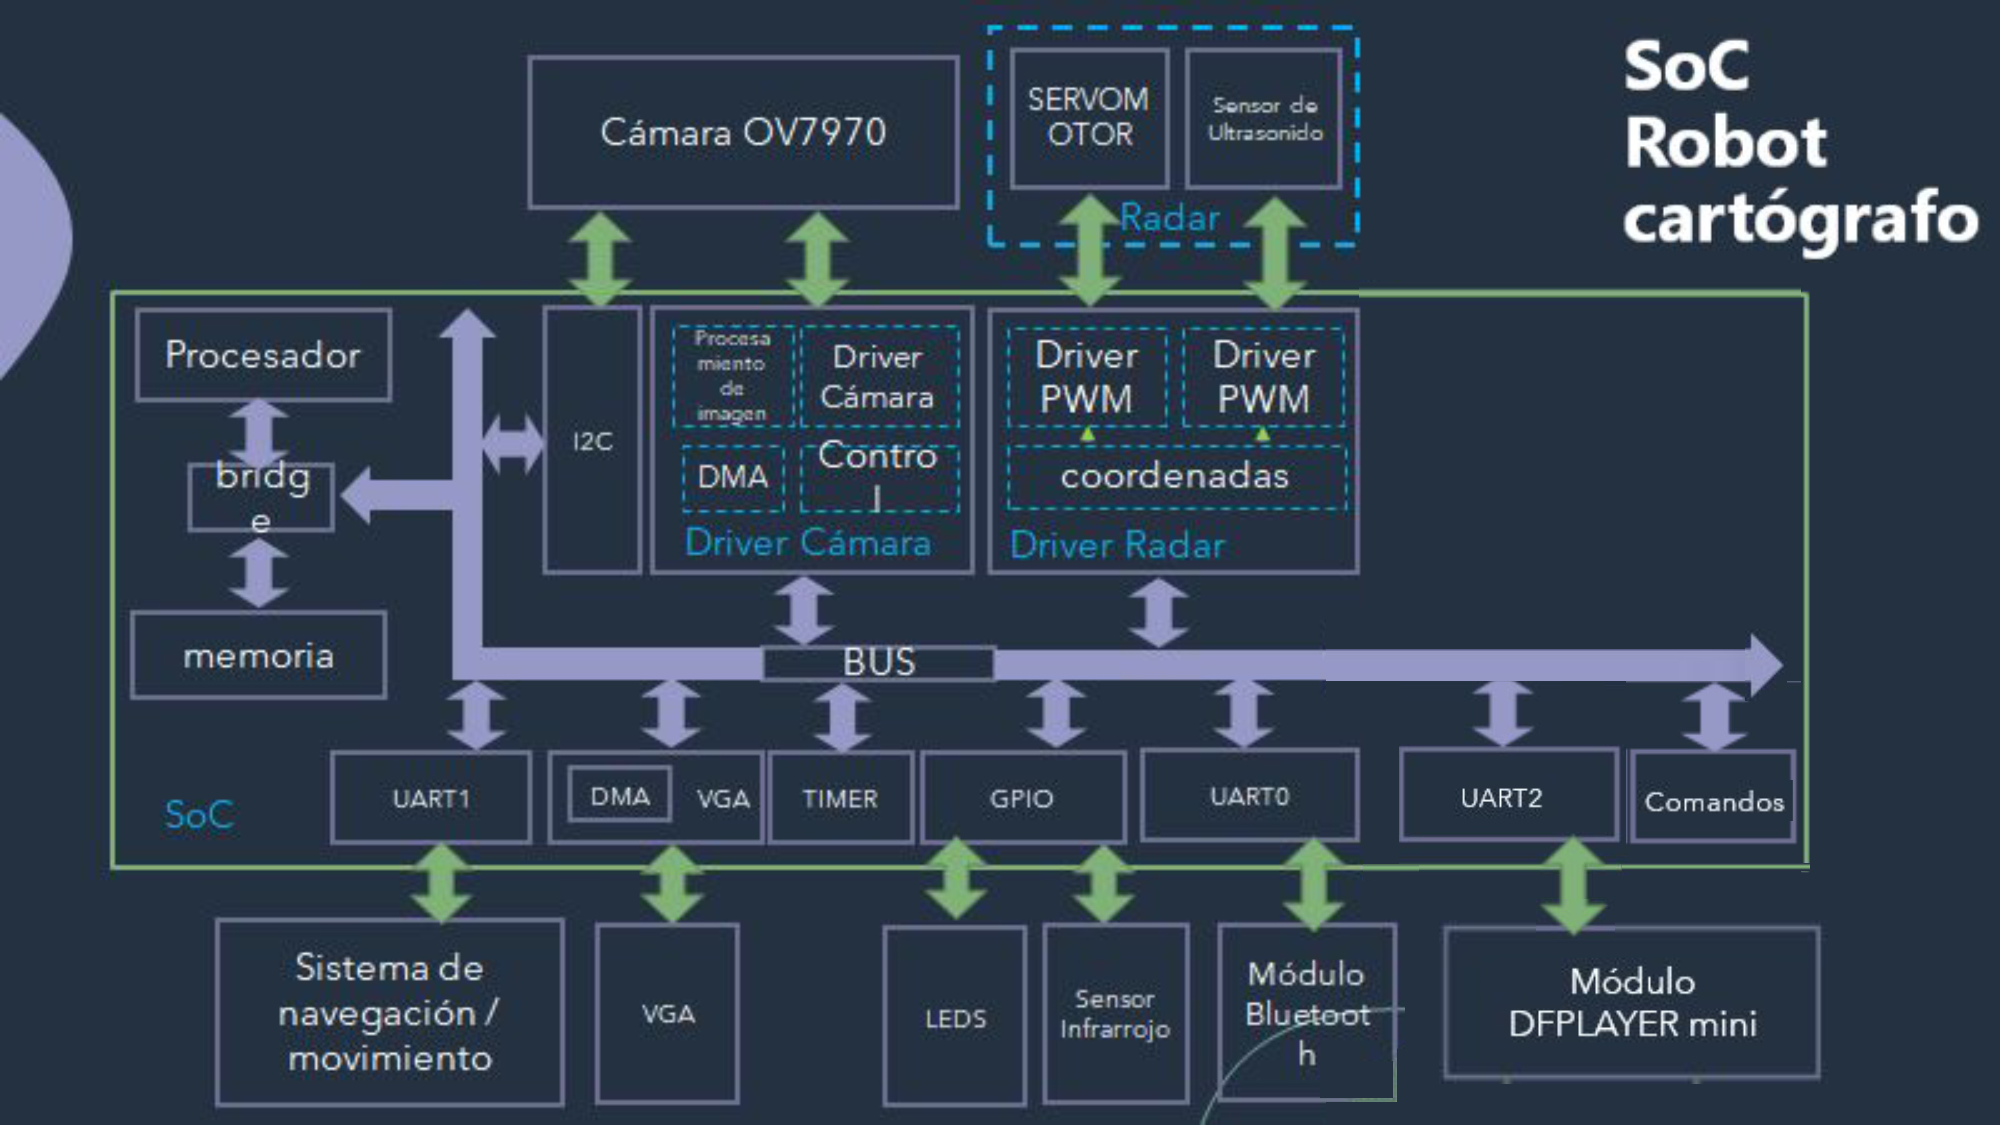 SoC
Robot
cartógrafo
Cámara OV7970
SERVOM
OTOR
Sensor de
Ultrasonido
Radar
Procesador
bridg
e
memoria
I2C
Procesa
miento
de
imagen
Driver
Cámara
DMA
Contro
l
Driver Cámara
Driver
PWM
Driver
PWM
coordenadas
Driver Radar
BUS
SoC
UART1
DMA
VGA
TIMER
GPIO
UART0
UART2
Comandos
Sistema de
navegación /
movimiento
VGA
LEDS
Sensor
Infrarrojo
Módulo
Bluetoot
h
Módulo
DFPLAYER mini